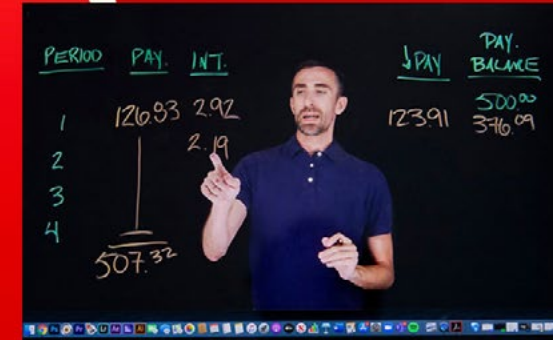 PERIOD PAY. INT. ↓PAY PAY. BALANCE
500.00
1 126.83 2.92 123.91 376.09
2 2.19
3
4
507.32